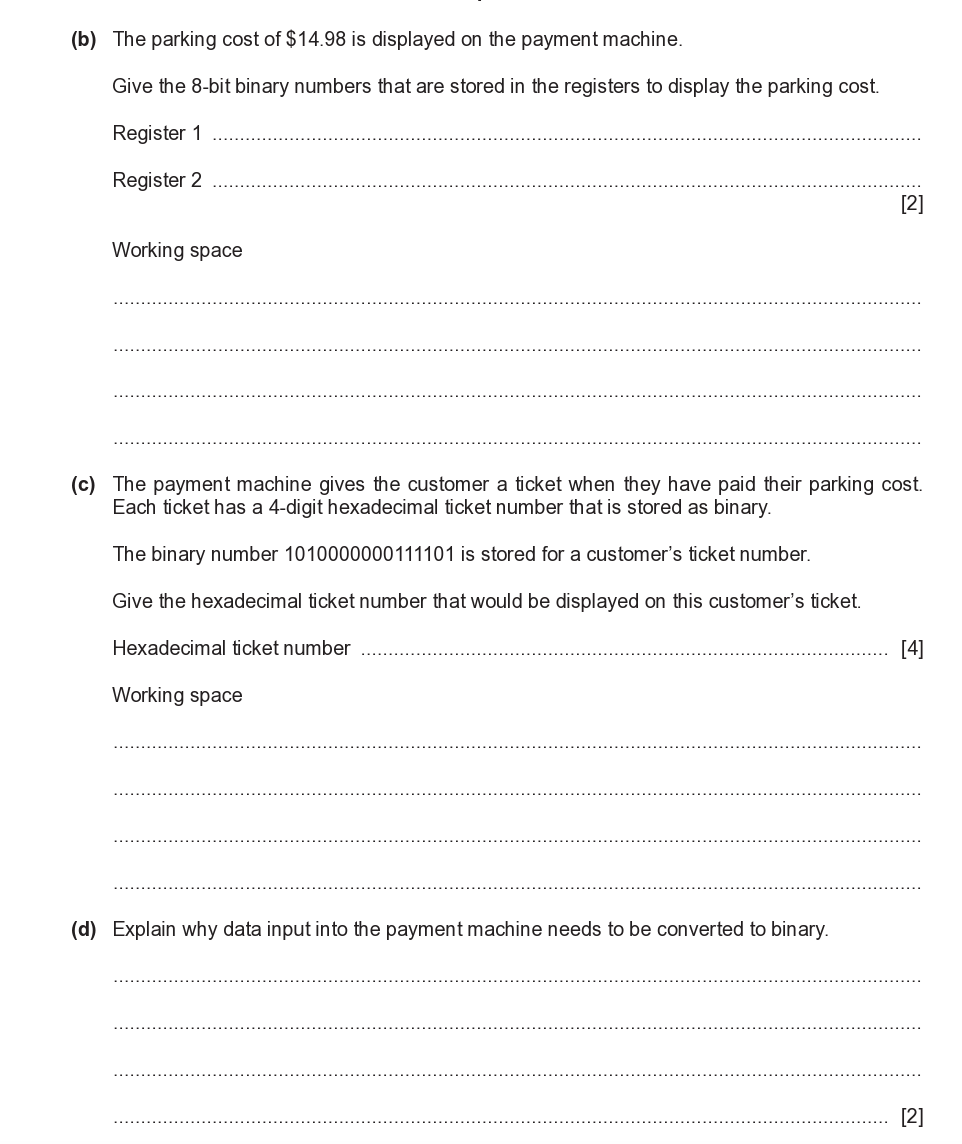 (b) The parking cost of $14.98 is displayed on the payment machine.
Give the 8-bit binary numbers that are stored in the registers to display the parking cost.
Register 1 ................................................................................................................................
Register 2 ................................................................................................................................
[2]
Working space
...................................................................................................................................................
...................................................................................................................................................
...................................................................................................................................................
...................................................................................................................................................
(c) The payment machine gives the customer a ticket when they have paid their parking cost.
Each ticket has a 4-digit hexadecimal ticket number that is stored as binary.
The binary number 1010000000111101 is stored for a customer’s ticket number.
Give the hexadecimal ticket number that would be displayed on this customer’s ticket.
Hexadecimal ticket number ................................................................................................ [4]
Working space
...................................................................................................................................................
...................................................................................................................................................
...................................................................................................................................................
...................................................................................................................................................
(d) Explain why data input into the payment machine needs to be converted to binary.
...................................................................................................................................................
...................................................................................................................................................
...................................................................................................................................................
............................................................................................................................................. [2]